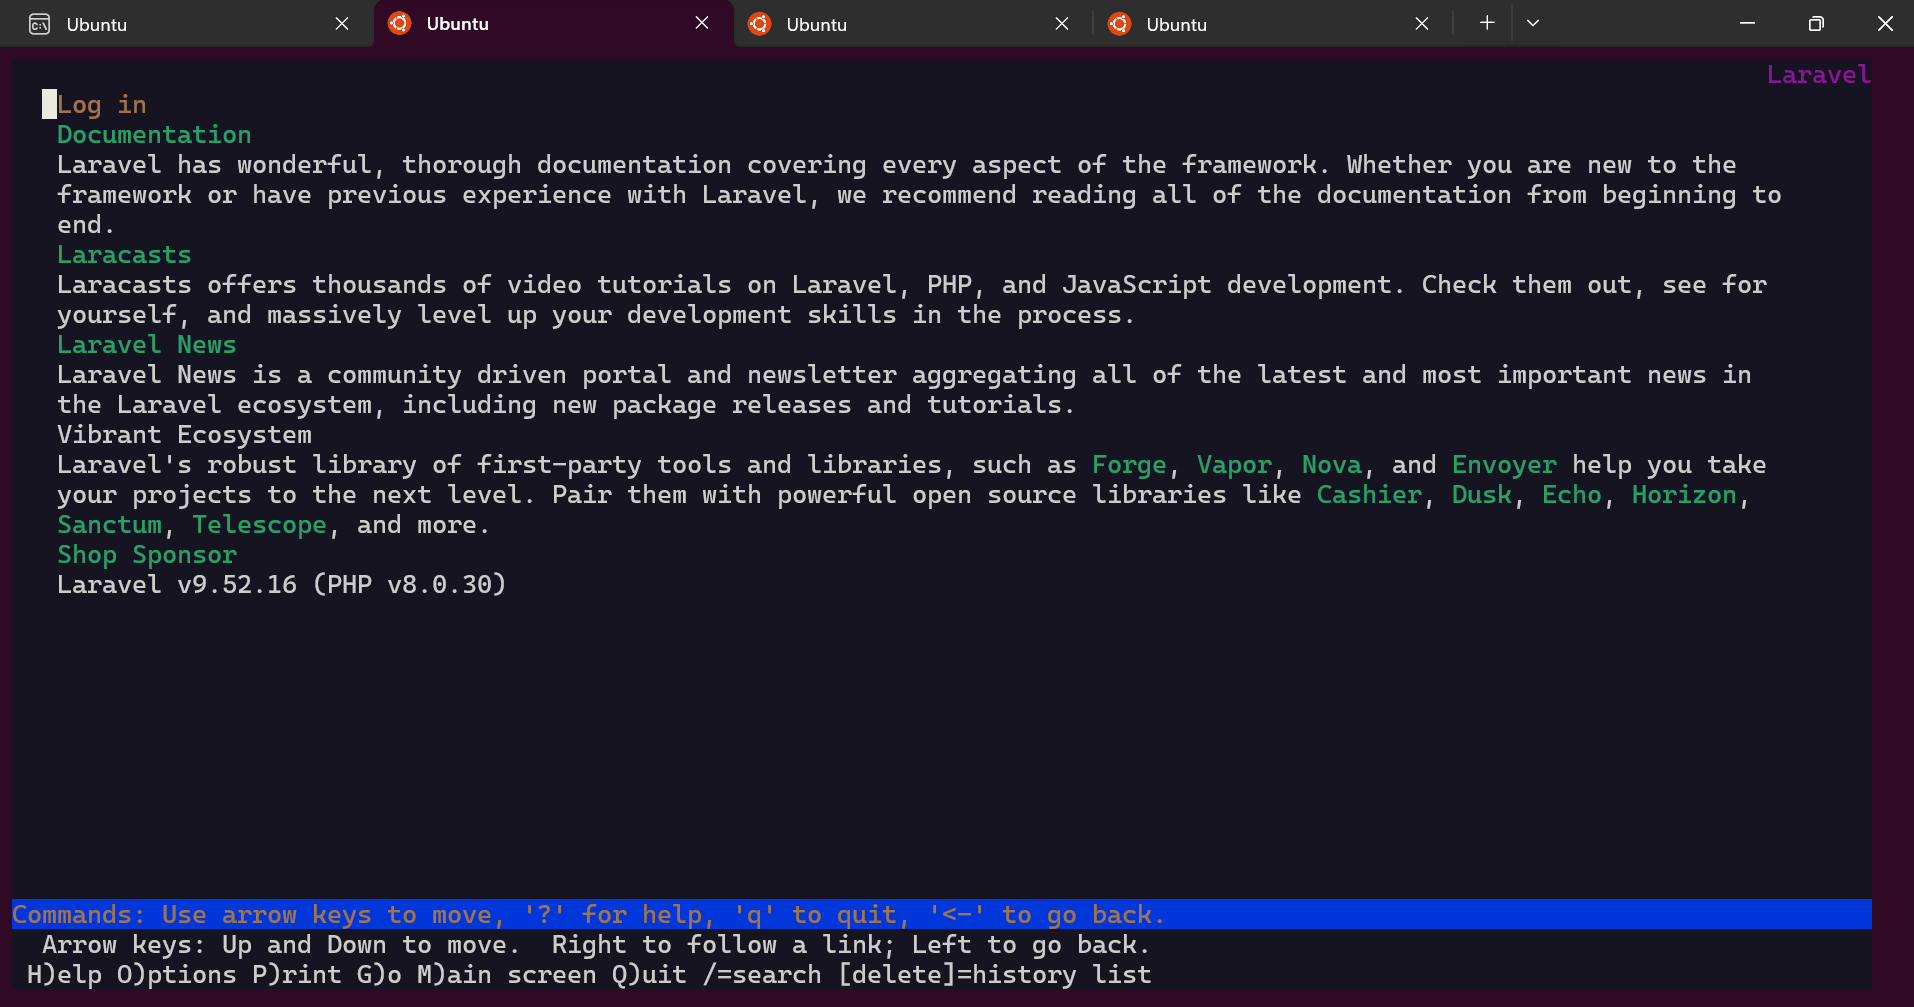 Ubuntu
Ubuntu
Ubuntu
Ubuntu
Laravel
Log in
Documentation
Laravel has wonderful, thorough documentation covering every aspect of the framework. Whether you are new to the
framework or have previous experience with Laravel, we recommend reading all of the documentation from beginning to
end.
Laracasts
Laracasts offers thousands of video tutorials on Laravel, PHP, and JavaScript development. Check them out, see for
yourself, and massively level up your development skills in the process.
Laravel News
Laravel News is a community driven portal and newsletter aggregating all of the latest and most important news in
the Laravel ecosystem, including new package releases and tutorials.
Vibrant Ecosystem
Laravel's robust library of first-party tools and libraries, such as Forge, Vapor, Nova, and Envoyer help you take
your projects to the next level. Pair them with powerful open source libraries like Cashier, Dusk, Echo, Horizon,
Sanctum, Telescope, and more.
Shop Sponsor
Laravel v9.52.16 (PHP v8.0.30)
Commands: Use arrow keys to move, '?' for help, 'q' to quit, '<-' to go back.
Arrow keys: Up and Down to move.  Right to follow a link; Left to go back.
H)elp O)ptions P)rint G)o M)ain screen Q)uit /=search [delete]=history list